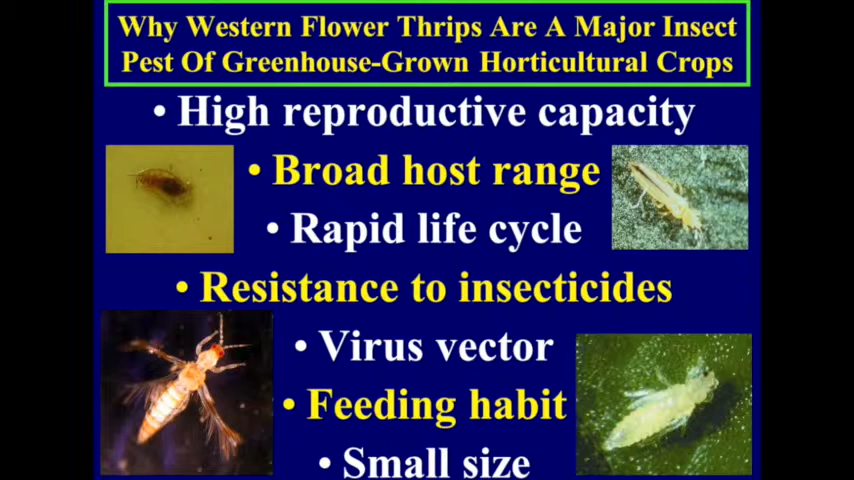 Why Western Flower Thrips Are A Major Insect
Pest Of Greenhouse-Grown Horticultural Crops
• High reproductive capacity
• Broad host range
• Rapid life cycle
• Resistance to insecticides
• Virus vector
• Feeding habit
• Small size